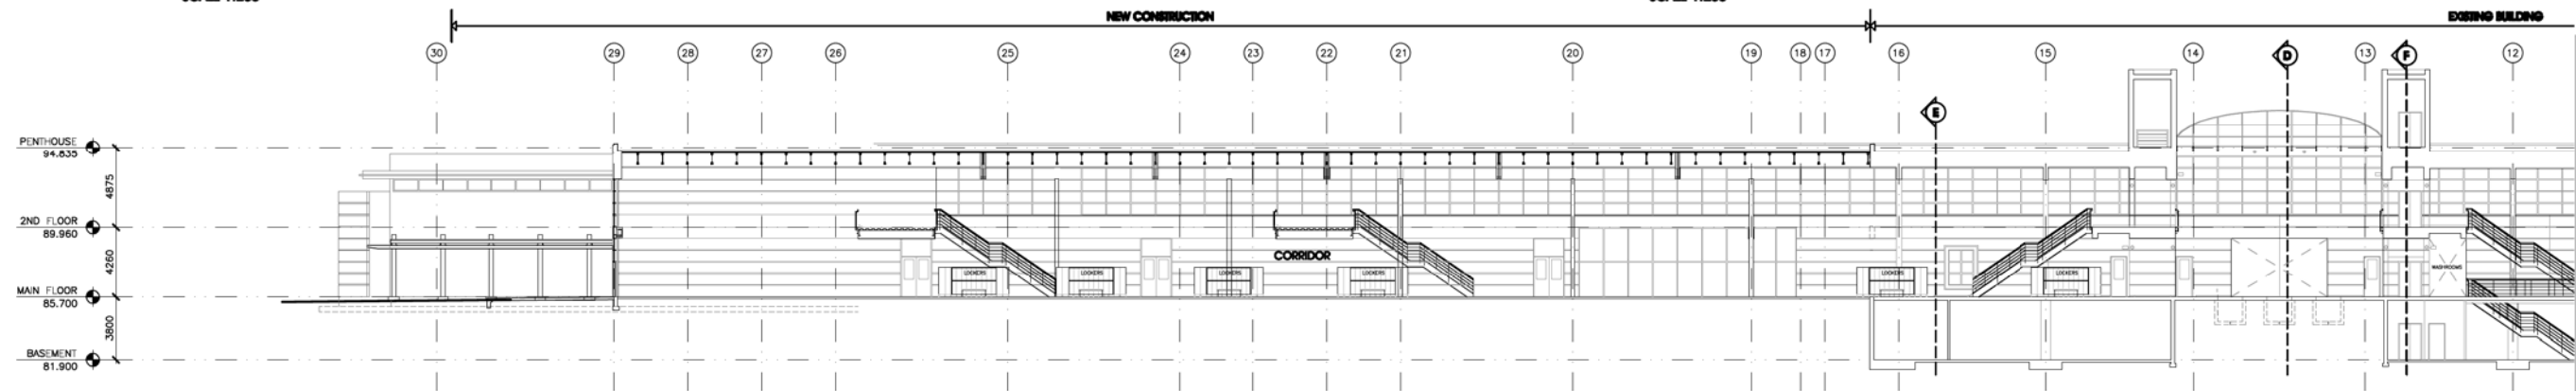 NEW CONSTRUCTION
EXISTING BUILDING
30 29 28 27 26 25 24 23 22 21 20 19 18 17 16 15 14 D 13 F 12
E
PENTHOUSE
94.835
4875
2ND FLOOR
89.960
4260
CORRIDOR
LOCKERS LOCKERS LOCKERS LOCKERS LOCKERS LOCKERS WASHROOMS
MAIN FLOOR
85.700
3800
BASEMENT
81.900